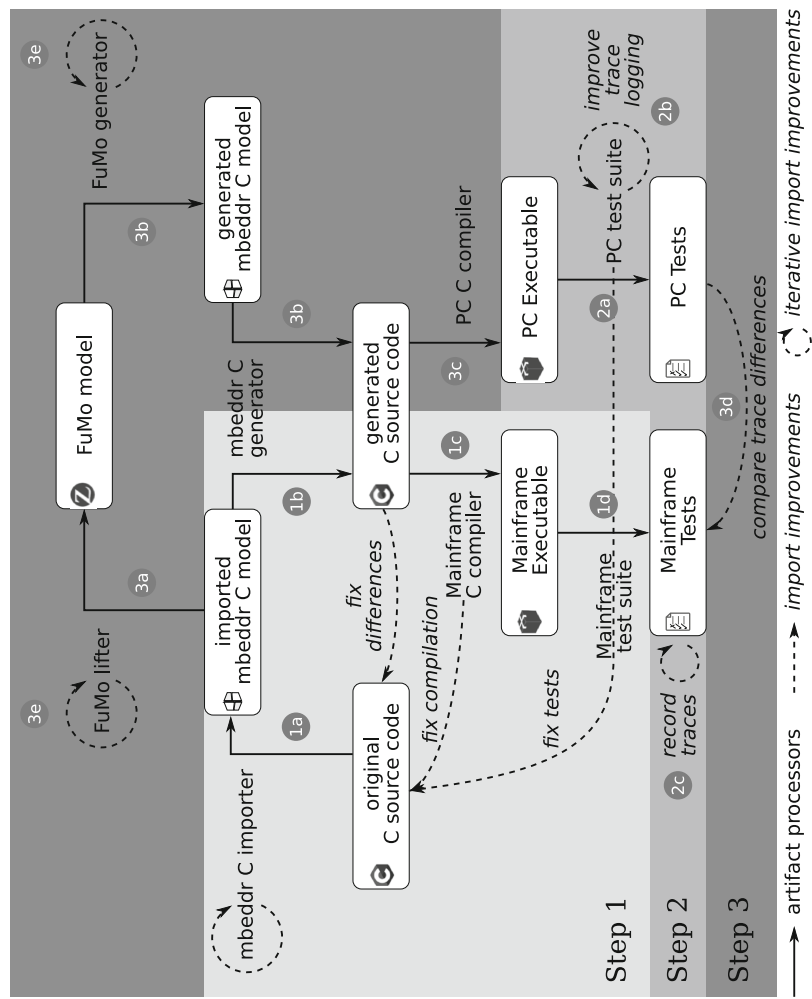 3e
FuMo lifter
3a
FuMo model
3b
FuMo generator
3e
mbeddr C importer
1a
imported
mbeddr C model
1b
mbeddr C
generator
3b
generated
mbeddr C model
original
C source code
fix
differences
generated
C source code
fix compilation
Mainframe
C compiler
1c
3c
PC C compiler
fix tests
Mainframe
Executable
PC Executable
Step 1
Mainframe
test suite
1d
2a
PC test suite
improve
trace
logging
2b
Step 2
2c
record
traces
Mainframe
Tests
PC Tests
Step 3
3d
compare trace differences
artifact processors
import improvements
iterative import improvements